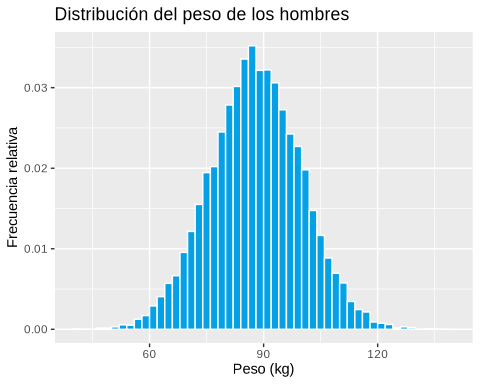 Distribución del peso de los hombres
Frecuencia relativa
0.03
0.02
0.01
0.00
60
90
120
Peso (kg)